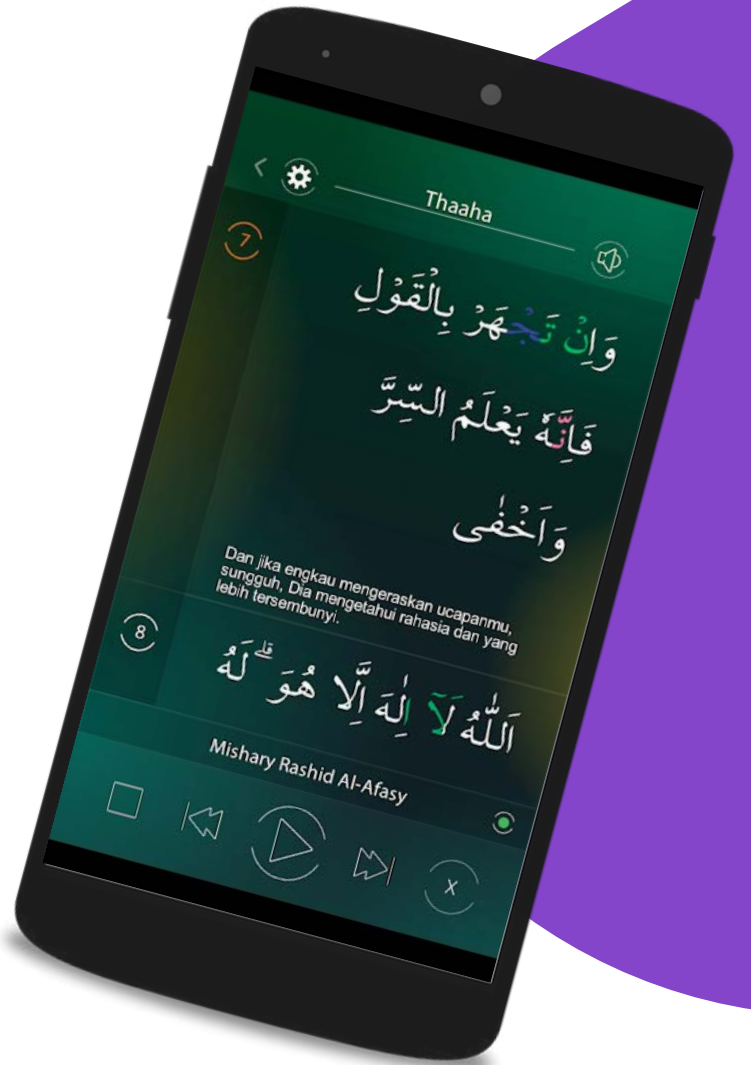 Thaaha
7
وَاِنْ تَجْهَرْ بِالْقَوْلِ
فَاِنَّهٗ يَعْلَمُ السِّرَّ
وَاَخْفٰى
Dan jika engkau mengeraskan ucapanmu,
sungguh, Dia mengetahui rahasia dan yang
lebih tersembunyi.
8
اَللّٰهُ لَآ اِلٰهَ اِلَّا هُوَ ۗ لَهُ
Mishary Rashid Al-Afasy
X